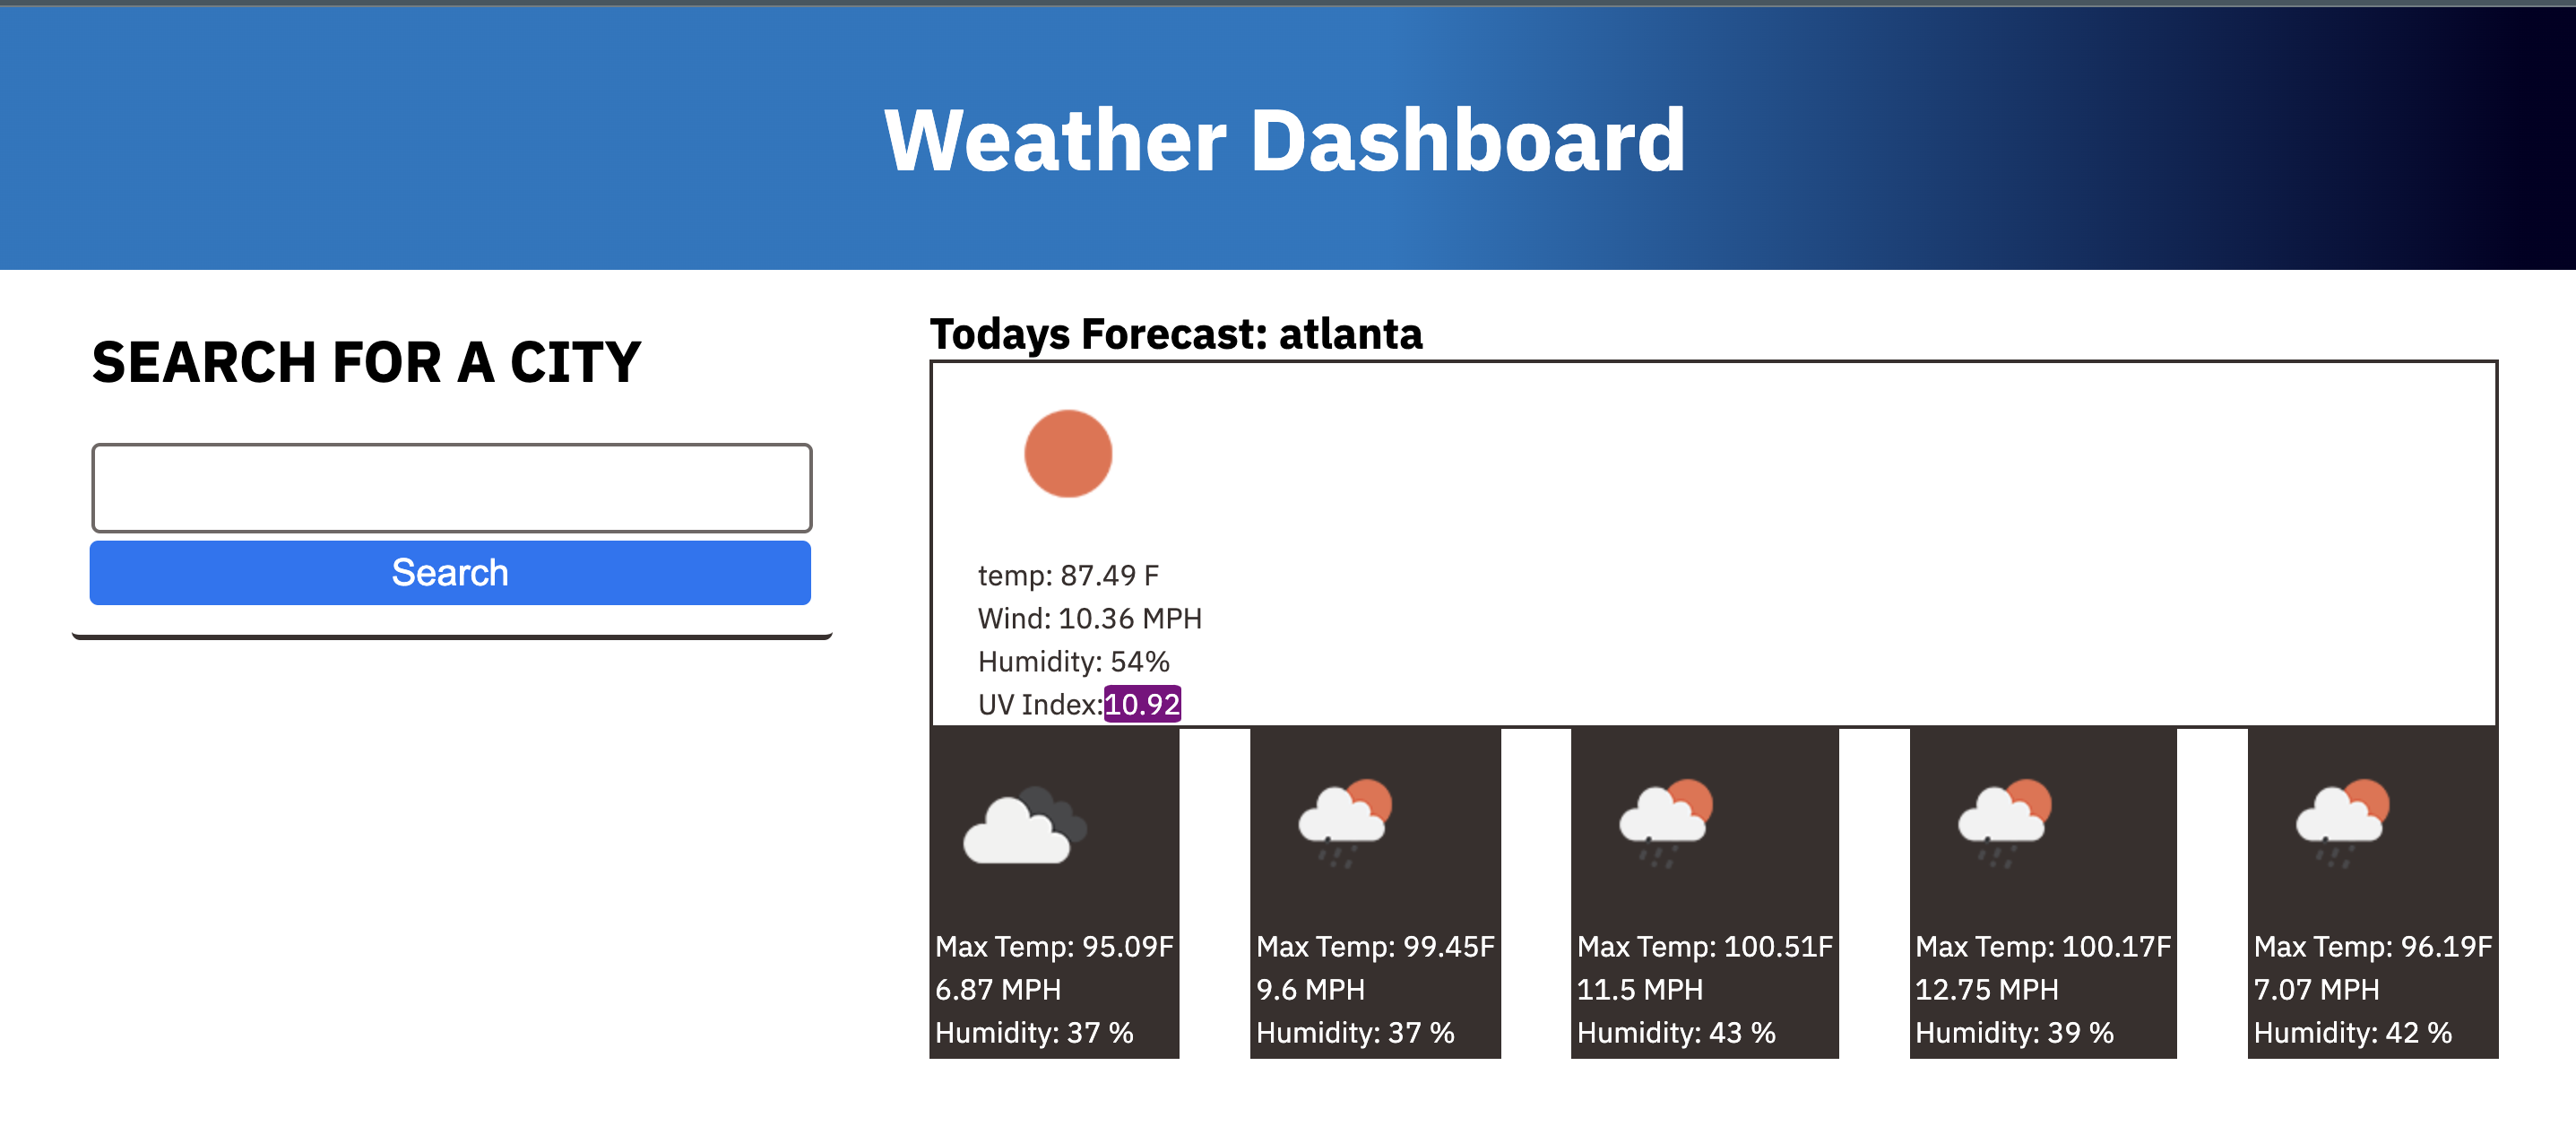 Weather Dashboard
SEARCH FOR A CITY
Search
Todays Forecast: atlanta
temp: 87.49 F
Wind: 10.36 MPH
Humidity: 54%
UV Index:10.92
Max Temp: 95.09F
6.87 MPH
Humidity: 37 %
Max Temp: 99.45F
9.6 MPH
Humidity: 37 %
Max Temp: 100.51F
11.5 MPH
Humidity: 43 %
Max Temp: 100.17F
12.75 MPH
Humidity: 39 %
Max Temp: 96.19F
7.07 MPH
Humidity: 42 %